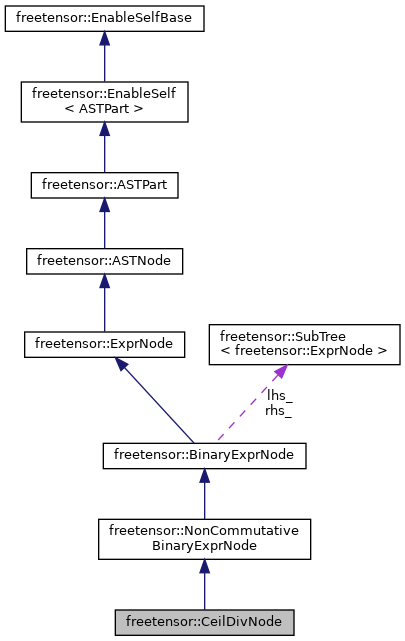 freetensor::EnableSelfBase
freetensor::EnableSelf
< ASTPart >
freetensor::ASTPart
freetensor::ASTNode
freetensor::ExprNode
freetensor::SubTree
< freetensor::ExprNode >
lhs_
rhs_
freetensor::BinaryExprNode
freetensor::NonCommutative
BinaryExprNode
freetensor::CeilDivNode